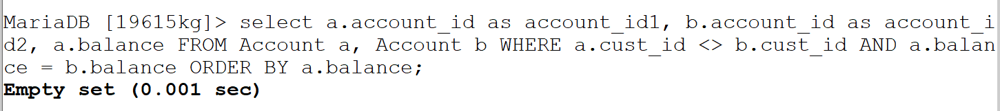 MariaDB [19615kg]> select a.account_id as account_id1, b.account_id as account_i
d2, a.balance FROM Account a, Account b WHERE a.cust_id <> b.cust_id AND a.balan
ce = b.balance ORDER BY a.balance;
Empty set (0.001 sec)